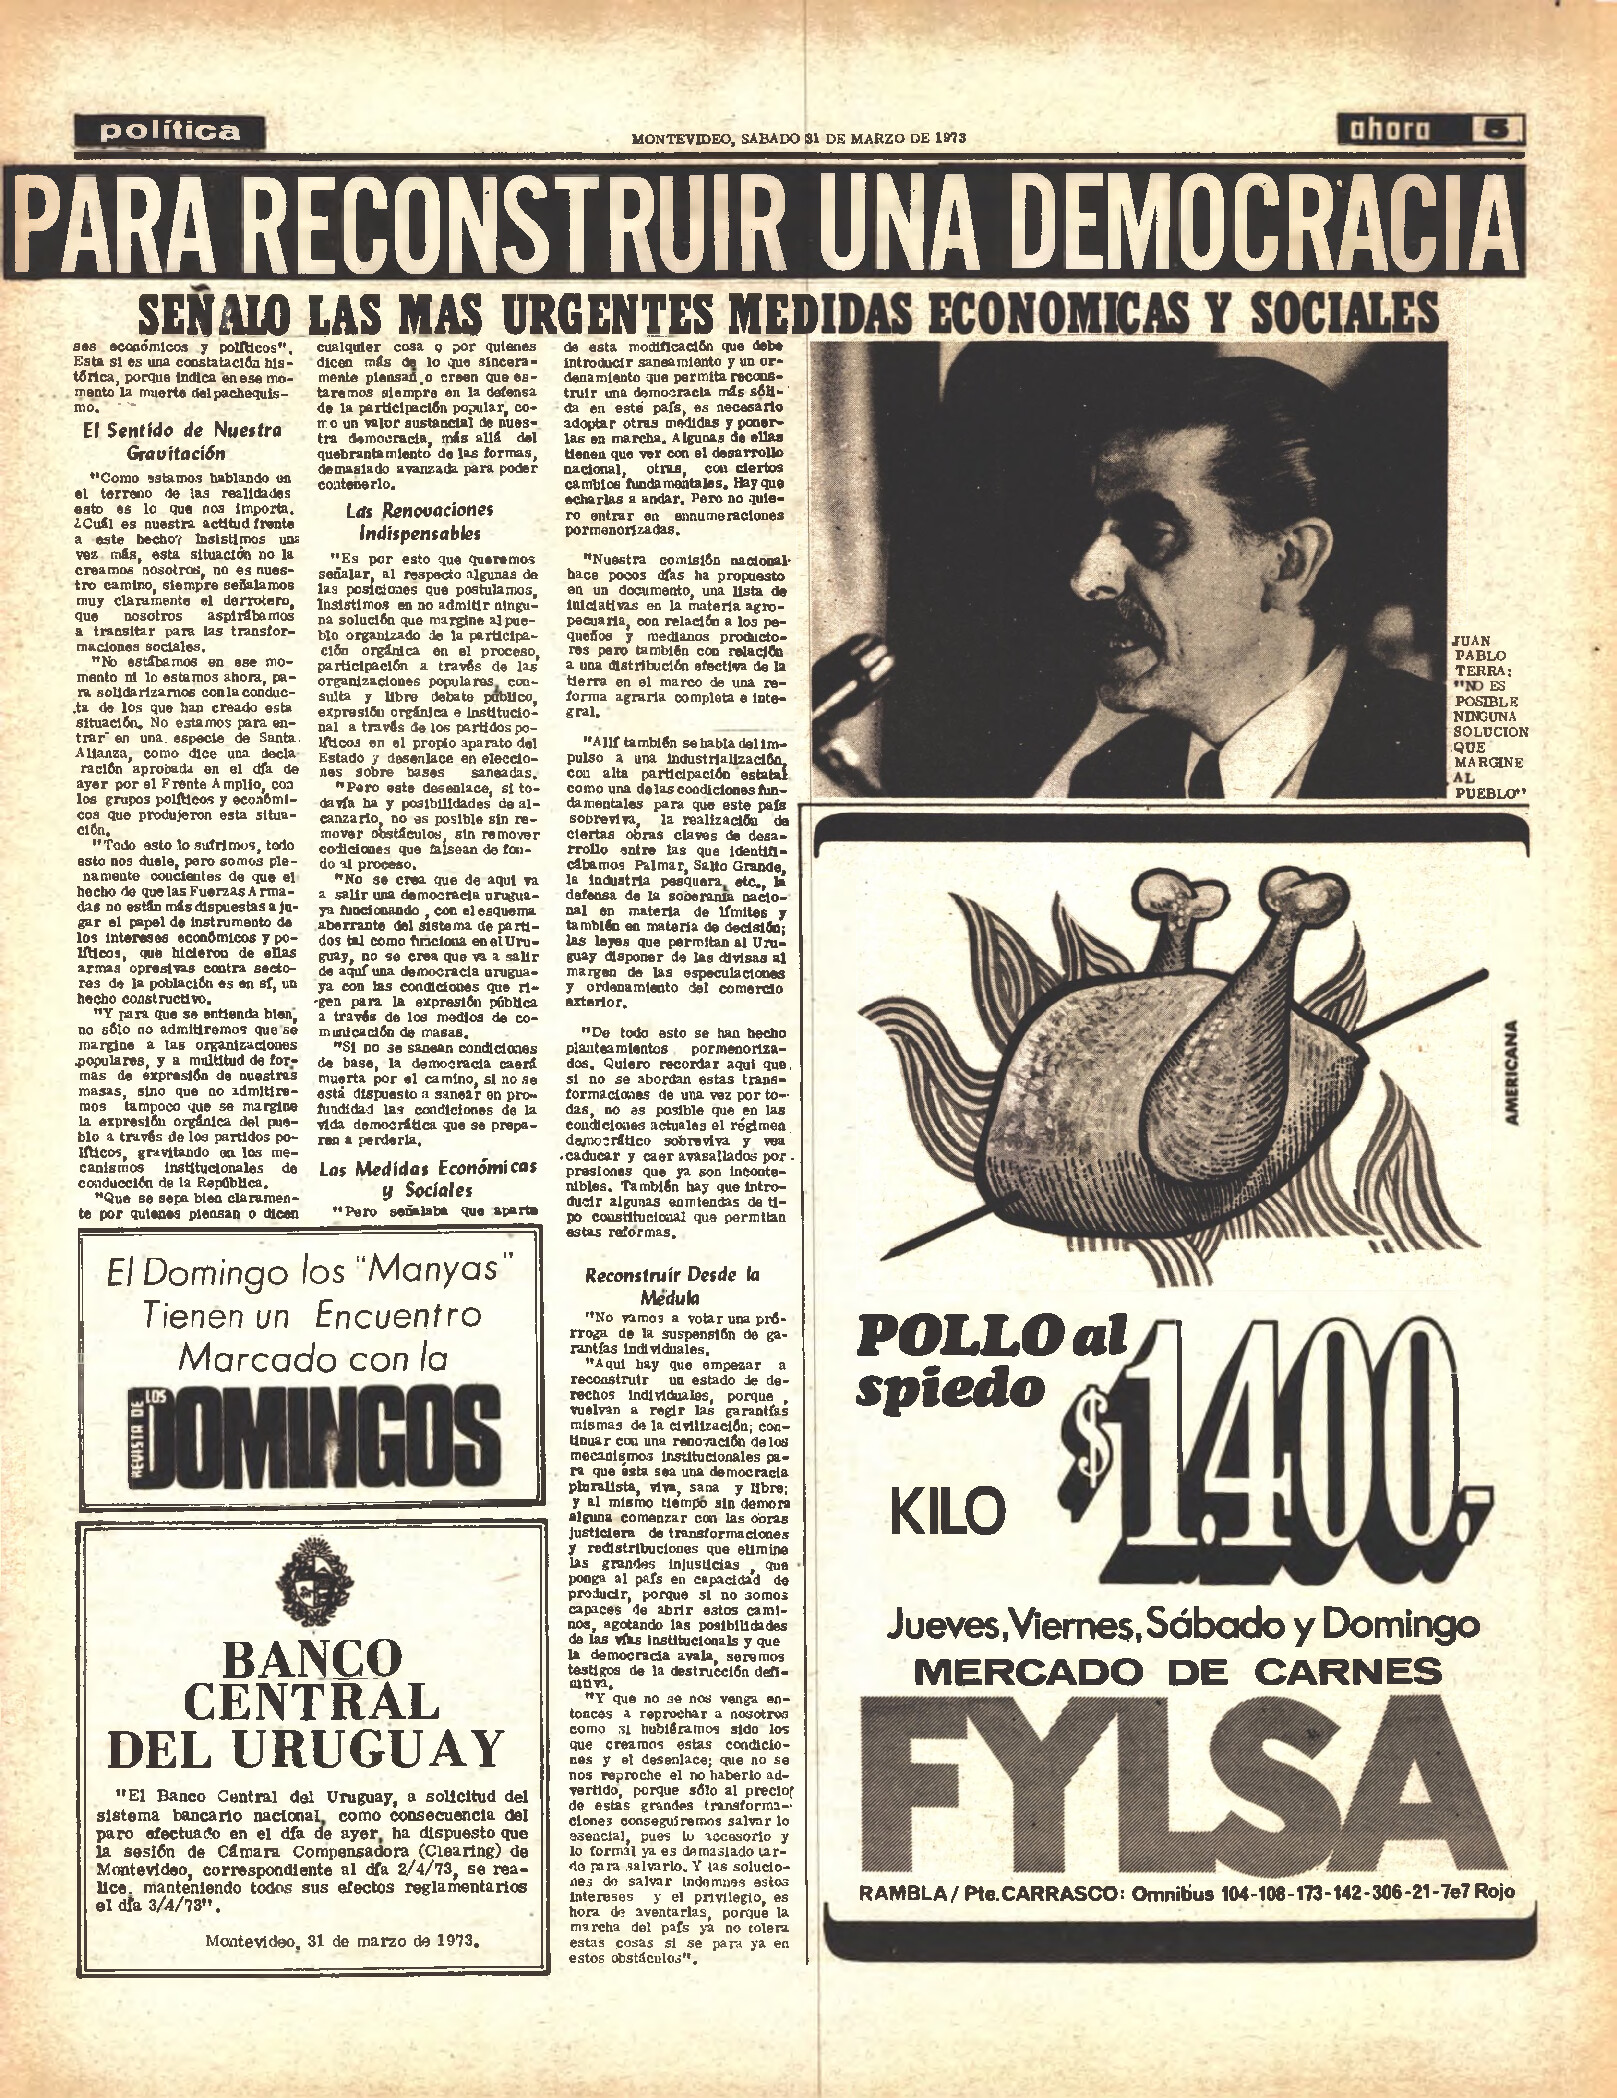 política
MONTEVIDEO, SABADO 31 DE MARZO DE 1973
ahora 5
PARA RECONSTRUIR UNA DEMOCRACIA
SEÑALO LAS MAS URGENTES MEDIDAS ECONOMICAS Y SOCIALES
ses económicos y políticos".
Esta si es una constatación his-
tórica, porque indica en ese mo-
mento la muerte del pachequis-
mo.
El Sentido de Nuestra
Gravitación
"Como estamos hablando en
el terreno de las realidades
esto es lo que nos importa.
¿Cuál es nuestra actitud frente
a este hecho? Insistimos una
vez más, esta situación no la
creamos nosotros, no es nues-
tro camino, siempre señalamos
muy claramente el derrotero,
que nosotros aspirábamos
a transitar para las transfor-
maciones sociales.
"No estábamos en ese mo-
mento ni lo estamos ahora, pa-
ra solidarizarnos con la conduc-
ta de los que han creado esta
situación. No estamos para en-
trar en una especie de Santa
Alianza, como dice una decla
ración aprobada en el día de
ayer por el Frente Amplio, con
los grupos políticos y económi-
cos que produjeron esta situa-
ción.
"Todo esto lo sufrimos, todo
esto nos duele, pero somos ple-
namente concientes de que el
hecho de que las Fuerzas Arma-
das no están más dispuestas a ju-
gar el papel de instrumento de
los intereses económicos y po-
líticos, que hicieron de ellas
armas opresivas contra secto-
res de la población es en sí, un
hecho constructivo.
"Y para que se entienda bien,
no sólo no admitiremos que se
margine a las organizaciones
populares, y a multitud de for-
mas de expresión de nuestras
masas, sino que no admitire-
mos tampoco que se margine
la expresión orgánica del pue-
blo a través de los partidos po-
líticos, gravitando en los me-
canismos institucionales de
conducción de la República.
"Que se sepa bien claramen-
te por quienes piensan o dicen
cualquier cosa o por quienes
dicen más de lo que sincera-
mente piensan o creen que es-
taremos siempre en la defensa
de la participación popular, co-
mo un valor sustancial de nues-
tra democracia, más allá del
quebrantamiento de las formas,
demasiado avanzada para poder
contenerlo.
Las Renovaciones
Indispensables
"Es por esto que queremos
señalar, al respecto algunas de
las posiciones que postulamos.
Insistimos en no admitir ningu-
na solución que margine al pue-
blo organizado de la participa-
ción orgánica en el proceso,
participación a través de las
organizaciones populares, con-
sulta y libre debate público,
expresión orgánica e institucio-
nal a través de los partidos po-
líticos en el propio aparato del
Estado y desenlace en eleccio-
nes sobre bases saneadas.
"Pero este desenlace, si to-
davía ha y posibilidades de al-
canzarlo, no es posible sin re-
mover obstáculos, sin remover
codiciones que falsean de fon-
do al proceso.
"No se crea que de aquí va
a salir una democracia urugua-
ya funcionando, con el esquema
aberrante del sistema de parti-
dos tal como funciona en el Uru-
guay, no se crea que va a salir
de aquí una democracia urugua-
ya con las condiciones que ri-
gen para la expresión pública
a través de los medios de co-
municación de masas.
"Si no se sanean condiciones
de base, la democracia caerá
muerta por el camino, si no se
está dispuesto a sanear en pro-
fundidad las condiciones de la
vida democrática que se prepa-
ren a perderla.
Las Medidas Económicas
y Sociales
"Pero señalaba que aparte
de esta modificación que debe
introducir saneamiento y un or-
denamiento que permita recons-
truir una democracia más sóli-
da en este país, es necesario
adoptar otras medidas y poner-
las en marcha. Algunas de ellas
tienen que ver con el desarrollo
nacional, otras, con ciertos
cambios fundamentales. Hay que
echarlas a andar. Pero no quie-
ro entrar en ennumeraciones
pormenorizadas.
"Nuestra comisión nacional
hace pocos días ha propuesto
en un documento, una lista de
iniciativas en la materia agro-
pecuaria, con relación a los pe-
queños y medianos producto-
res pero también con relación
a una distribución efectiva de la
tierra en el marco de una re-
forma agraria completa e inte-
gral.
"Allí también se habla del im-
pulso a una industrialización,
con alta participación estatal
como una de las condiciones fun-
damentales para que este país
sobreviva, la realización de
ciertas obras claves de desa-
rrollo entre las que identifi-
cábamos Palmar, Salto Grande,
la industria pesquera, etc., la
defensa de la soberanía nacio-
nal en materia de límites y
también en materia de decisión;
las leyes que permitan al Uru-
guay disponer de las divisas al
margen de las especulaciones
y ordenamiento del comercio
exterior.
"De todo esto se han hecho
planteamientos pormenoriza-
dos. Quiero recordar aquí que
si no se abordan estas trans-
formaciones de una vez por to-
das, no es posible que en las
condiciones actuales el régimen
democrático sobreviva y vea
caducar y caer avasallados por
presiones que ya son inconte-
nibles. También hay que intro-
ducir algunas enmiendas de ti-
po constitucional que permitan
estas reformas.
Reconstruír Desde la
Médula
"No vamos a votar una pró-
rroga de la suspensión de ga-
rantías individuales.
"Aquí hay que empezar a
reconstruir un estado de de-
rechos individuales, porque
vuelvan a regir las garantías
mismas de la civilización; con-
tinuar con una renovación de los
mecanismos institucionales pa-
ra que ésta sea una democracia
pluralista, viva, sana y libre;
y al mismo tiempo sin demora
alguna comenzar con las obras
justiciera de transformaciones
y redistribuciones que elimine
las grandes injusticias, que
ponga al país en capacidad de
producir, porque si no somos
capaces de abrir estos cami-
nos, agotando las posibilidades
de las vías institucionals y que
la democracia avala, seremos
testigos de la destrucción defi-
nitiva.
"Y que no se nos venga en-
tonces a reprochar a nosotros
como si hubiéramos sido los
que creamos estas condicio-
nes y el desenlace; que no se
nos reproche el no haberlo ad-
vertido, porque sólo al precio
de estas grandes transforma-
ciones conseguiremos salvar lo
esencial, pues lo accesorio y
lo formal ya es demasiado tar-
de para salvarlo. Y las solucio-
nes de salvar indemnes estos
intereses y el privilegio, es
hora de aventarlas, porque la
marcha del país ya no tolera
estas cosas si se para ya en
estos obstáculos".
JUAN
PABLO
TERRA:
"NO ES
POSIBLE
NINGUNA
SOLUCION
QUE
MARGINE
AL
PUEBLO"
El Domingo los "Manyas"
Tienen un Encuentro
Marcado con la
REVISTA DE LOS
DOMINGOS
BANCO
CENTRAL
DEL URUGUAY
"El Banco Central del Uruguay, a solicitud del
sistema bancario nacional, como consecuencia del
paro efectuado en el día de ayer, ha dispuesto que
la sesión de Cámara Compensadora (Clearing) de
Montevideo, correspondiente al día 2/4/73, se rea-
lice, manteniendo todos sus efectos reglamentarios
el día 3/4/73".
Montevideo, 31 de marzo de 1973.
AMERICANA
POLLO al
spiedo
$1.400,-
KILO
Jueves, Viernes, Sábado y Domingo
MERCADO DE CARNES
FYLSA
RAMBLA / Pte. CARRASCO: Omnibus 104-108-173-142-306-21-7e7 Rojo